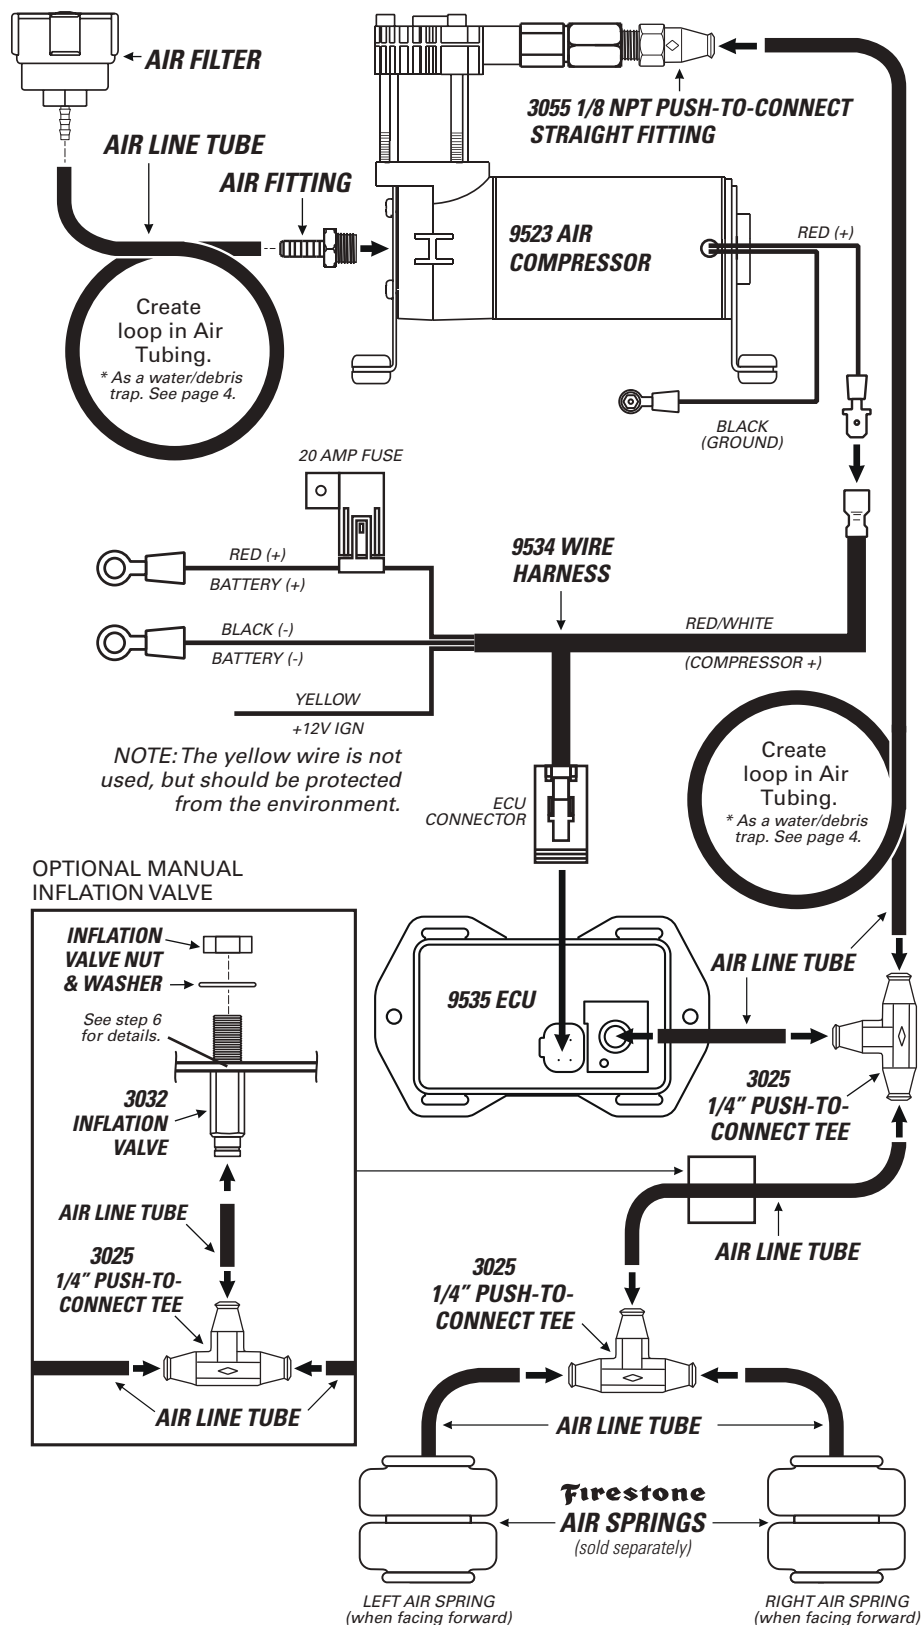 AIR FILTER
3055 1/8 NPT PUSH-TO-CONNECT
STRAIGHT FITTING
AIR LINE TUBE
AIR FITTING
9523 AIR
COMPRESSOR
RED (+)
Create
loop in Air
Tubing.
* As a water/debris
trap. See page 4.
BLACK
(GROUND)
20 AMP FUSE
9534 WIRE
HARNESS
RED (+)
BATTERY (+)
BLACK (-)
BATTERY (-)
RED/WHITE
(COMPRESSOR +)
YELLOW
+12V IGN
NOTE: The yellow wire is not
used, but should be protected
from the environment.
ECU
CONNECTOR
Create
loop in Air
Tubing.
* As a water/debris
trap. See page 4.
OPTIONAL MANUAL
INFLATION VALVE
INFLATION
VALVE NUT
& WASHER
See step 6
for details.
3032
INFLATION
VALVE
AIR LINE TUBE
3025
1/4” PUSH-TO-
CONNECT TEE
AIR LINE TUBE
9535 ECU
AIR LINE TUBE
3025
1/4” PUSH-TO-
CONNECT TEE
AIR LINE TUBE
3025
1/4” PUSH-TO-
CONNECT TEE
AIR LINE TUBE
Firestone
AIR SPRINGS
(sold separately)
LEFT AIR SPRING
(when facing forward)
RIGHT AIR SPRING
(when facing forward)